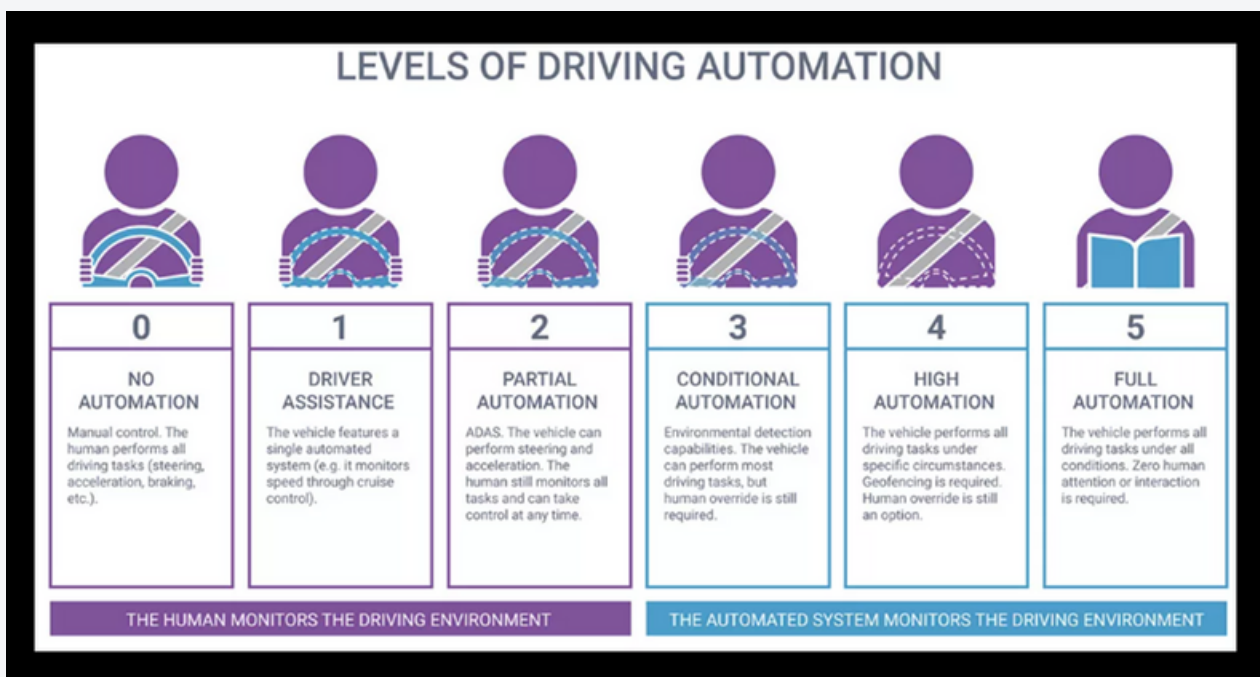 LEVELS OF DRIVING AUTOMATION
0
NO
AUTOMATION
Manual control. The
human performs all
driving tasks (steering,
acceleration, braking,
etc.).
1
DRIVER
ASSISTANCE
The vehicle features a
single automated
system (e.g. it monitors
speed through cruise
control).
2
PARTIAL
AUTOMATION
ADAS. The vehicle can
perform steering and
acceleration. The
human still monitors all
tasks and can take
control at any time.
3
CONDITIONAL
AUTOMATION
Environmental detection
capabilities. The vehicle
can perform most
driving tasks, but
human override is still
required.
4
HIGH
AUTOMATION
The vehicle performs all
driving tasks under
specific circumstances.
Geofencing is required.
Human override is still
an option.
5
FULL
AUTOMATION
The vehicle performs all
driving tasks under all
conditions. Zero human
attention or interaction
is required.
THE HUMAN MONITORS THE DRIVING ENVIRONMENT
THE AUTOMATED SYSTEM MONITORS THE DRIVING ENVIRONMENT